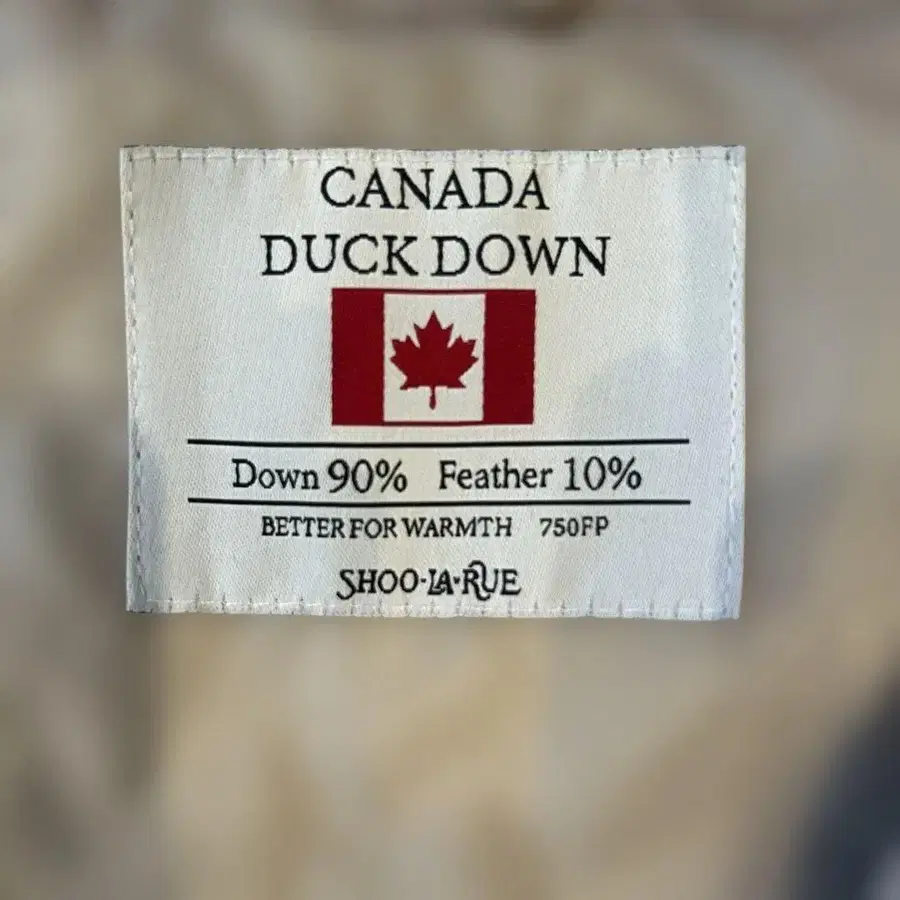 CANADA
DUCK DOWN
Down 90% Feather 10%
BETTER FOR WARMTH 750FP
SHOO·LA·RUE